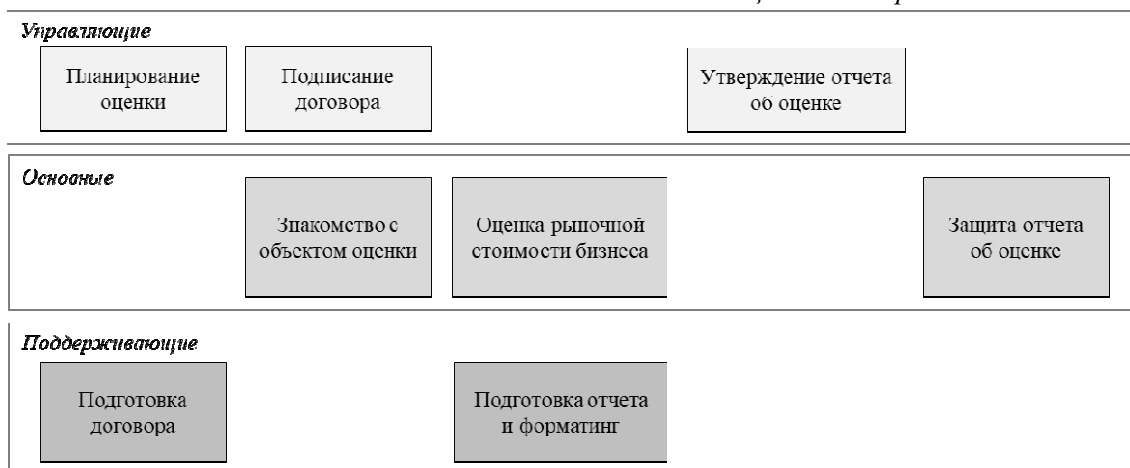 Управляющие
Планирование
оценки
Подписание
договора
Утверждение отчета
об оценке
Основные
Знакомство с
объектом оценки
Оценка рыночной
стоимости бизнеса
Защита отчета
об оценке
Поддерживающие
Подготовка
договора
Подготовка отчета
и форматинг